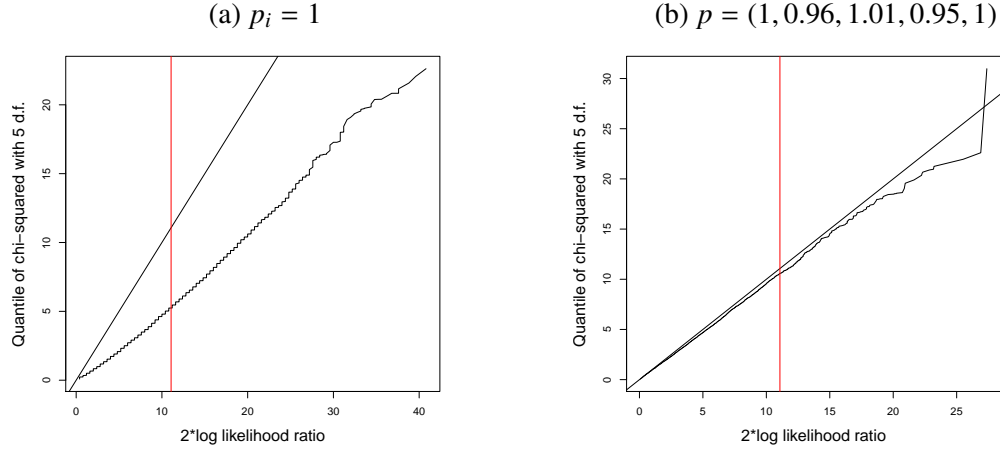 (a) p_i = 1
(b) p = (1, 0.96, 1.01, 0.95, 1)
Quantile of chi−squared with 5 d.f.
20
15
10
5
0
0 10 20 30 40
2*log likelihood ratio
Quantile of chi−squared with 5 d.f.
30
25
20
15
10
5
0
0 5 10 15 20 25
2*log likelihood ratio